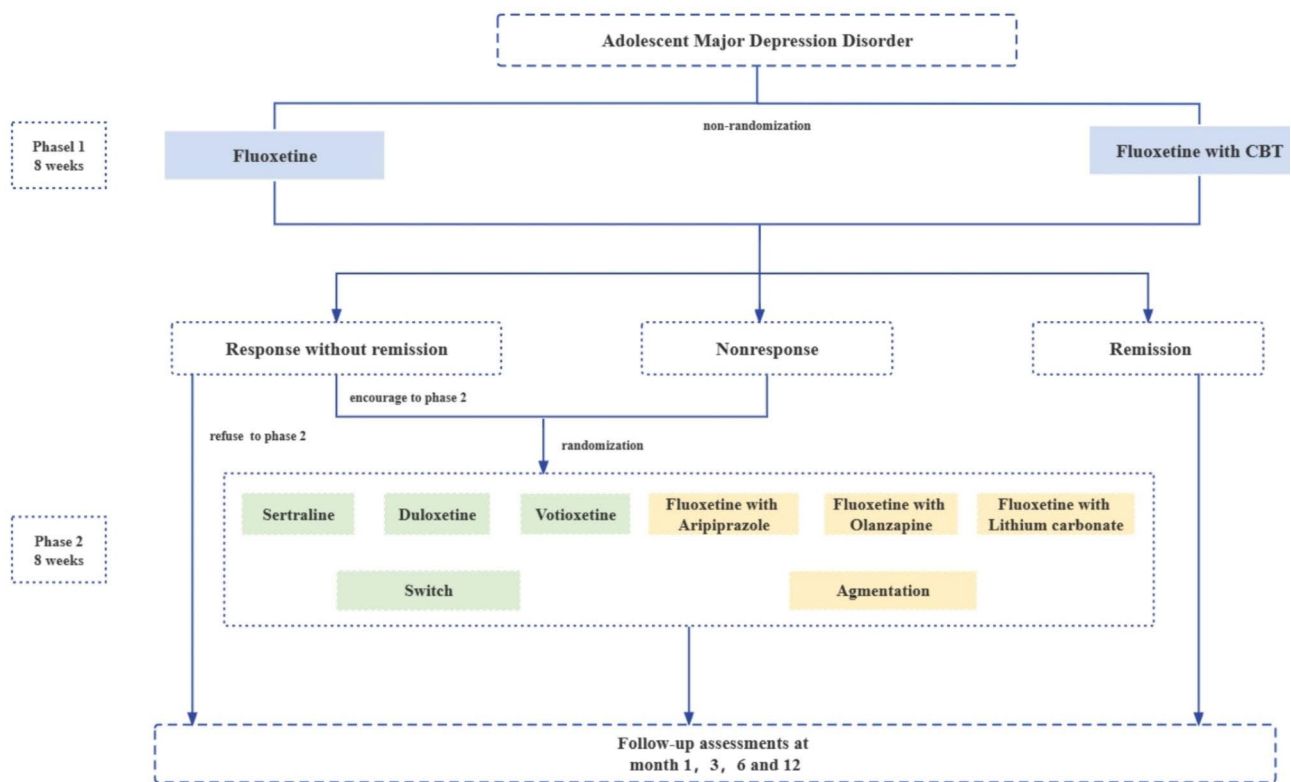 Adolescent Major Depression Disorder
non-randomization
Phasel 1
8 weeks
Fluoxetine
Fluoxetine with CBT
Response without remission
Nonresponse
Remission
encourage to phase 2
refuse to phase 2
randomization
Sertraline
Duloxetine
Votioxetine
Fluoxetine with
Aripiprazole
Fluoxetine with
Olanzapine
Fluoxetine with
Lithium carbonate
Phase 2
8 weeks
Switch
Agmentation
Follow-up assessments at
month 1，3，6 and 12